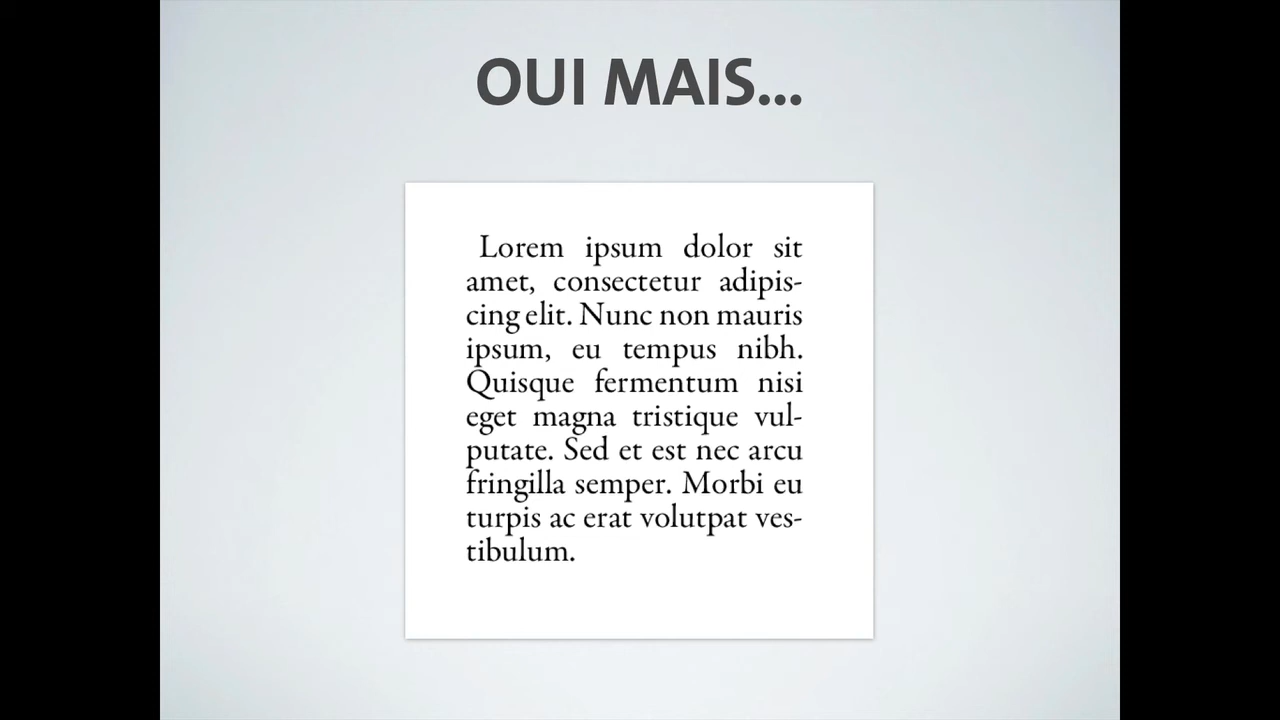 OUI MAIS...
Lorem ipsum dolor sit
amet, consectetur adipis-
cing elit. Nunc non mauris
ipsum, eu tempus nibh.
Quisque fermentum nisi
eget magna tristique vul-
putate. Sed et est nec arcu
fringilla semper. Morbi eu
turpis ac erat volutpat ves-
tibulum.